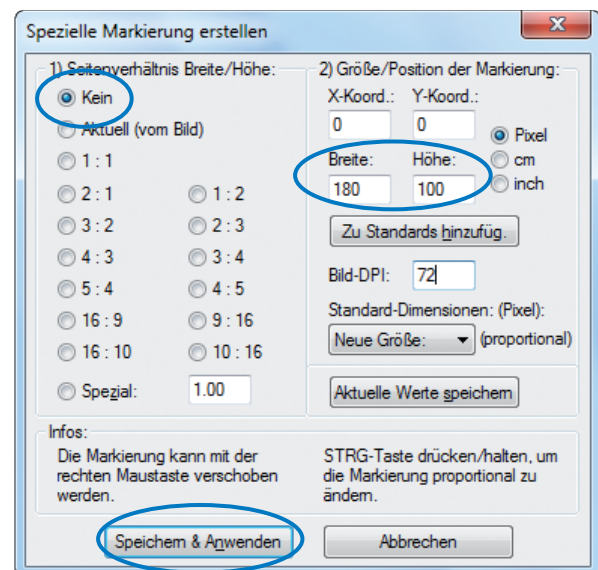 Spezielle Markierung erstellen
1) Seitenverhältnis Breite/Höhe:
Kein
Aktuell (vom Bild)
1 : 1
2 : 1
1 : 2
3 : 2
2 : 3
4 : 3
3 : 4
5 : 4
4 : 5
16 : 9
9 : 16
16 : 10
10 : 16
Spezial: 1.00
2) Größe/Position der Markierung:
X-Koord.: Y-Koord.:
0 0
Pixel
cm
inch
Breite: Höhe:
180 100
Zu Standards hinzufüg.
Bild-DPI: 72
Standard-Dimensionen: (Pixel):
Neue Größe: (proportional)
Aktuelle Werte speichern
Infos:
Die Markierung kann mit der
rechten Maustaste verschoben
werden.
STRG-Taste drücken/halten, um
die Markierung proportional zu
ändern.
Speichern & Anwenden
Abbrechen